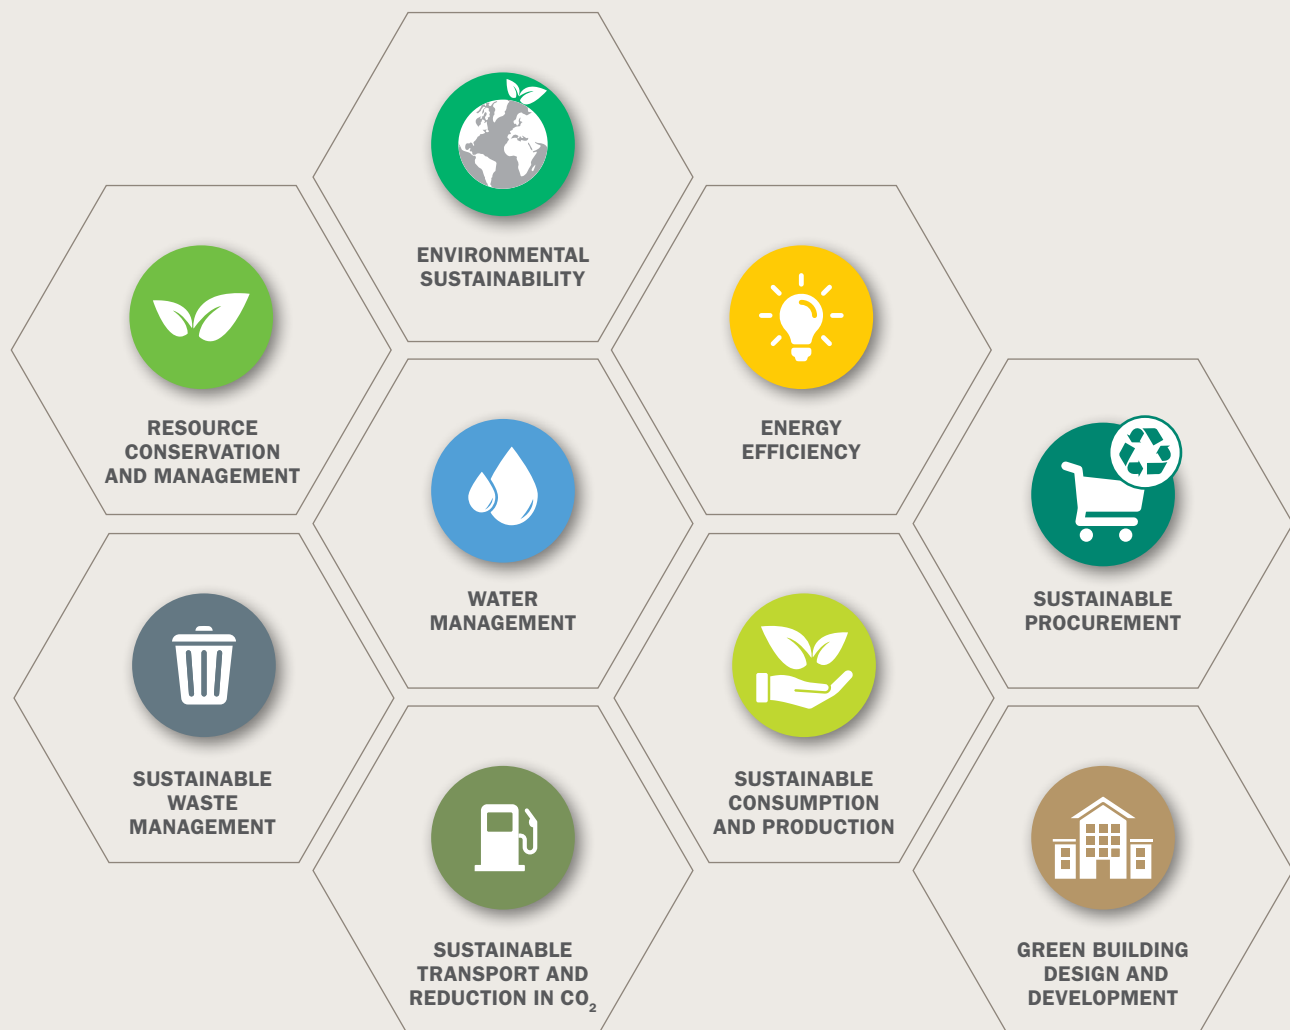 ENVIRONMENTAL
SUSTAINABILITY
RESOURCE
CONSERVATION
AND MANAGEMENT
ENERGY
EFFICIENCY
WATER
MANAGEMENT
SUSTAINABLE
PROCUREMENT
SUSTAINABLE
WASTE
MANAGEMENT
SUSTAINABLE
CONSUMPTION
AND PRODUCTION
SUSTAINABLE
TRANSPORT AND
REDUCTION IN CO₂
GREEN BUILDING
DESIGN AND
DEVELOPMENT